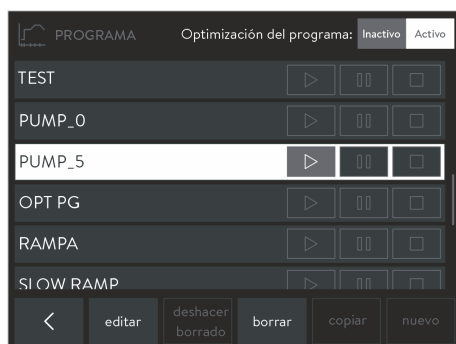 PROGRAMA Optimización del programa: Inactivo Activo
TEST
PUMP_0
PUMP_5
OPT PG
RAMPA
SLOW RAMP
editar deshacer borrado borrar copiar nuevo